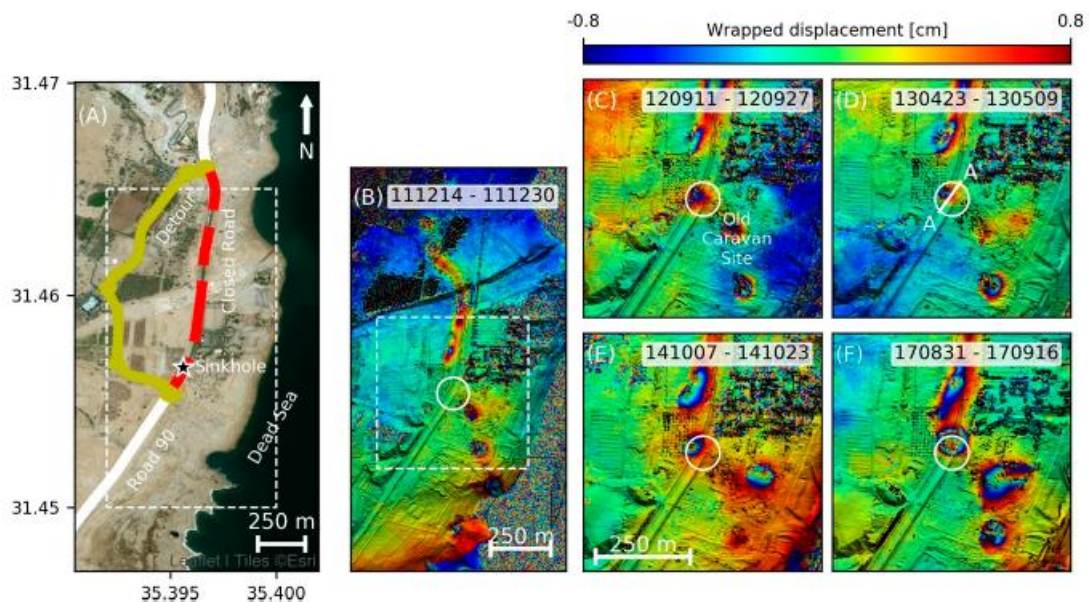 -0.8
0.8
Wrapped displacement [cm]
31.47
31.46
31.45
35.395
35.400
(A)
N
Detour
Closed Road
Sinkhole
Road 90
Dead Sea
250 m
Leaflet | Tiles ©Esri
(B)
111214 - 111230
250 m
(C)
120911 - 120927
Old
Caravan
Site
(D)
130423 - 130509
A'
A
(E)
141007 - 141023
250 m
(F)
170831 - 170916